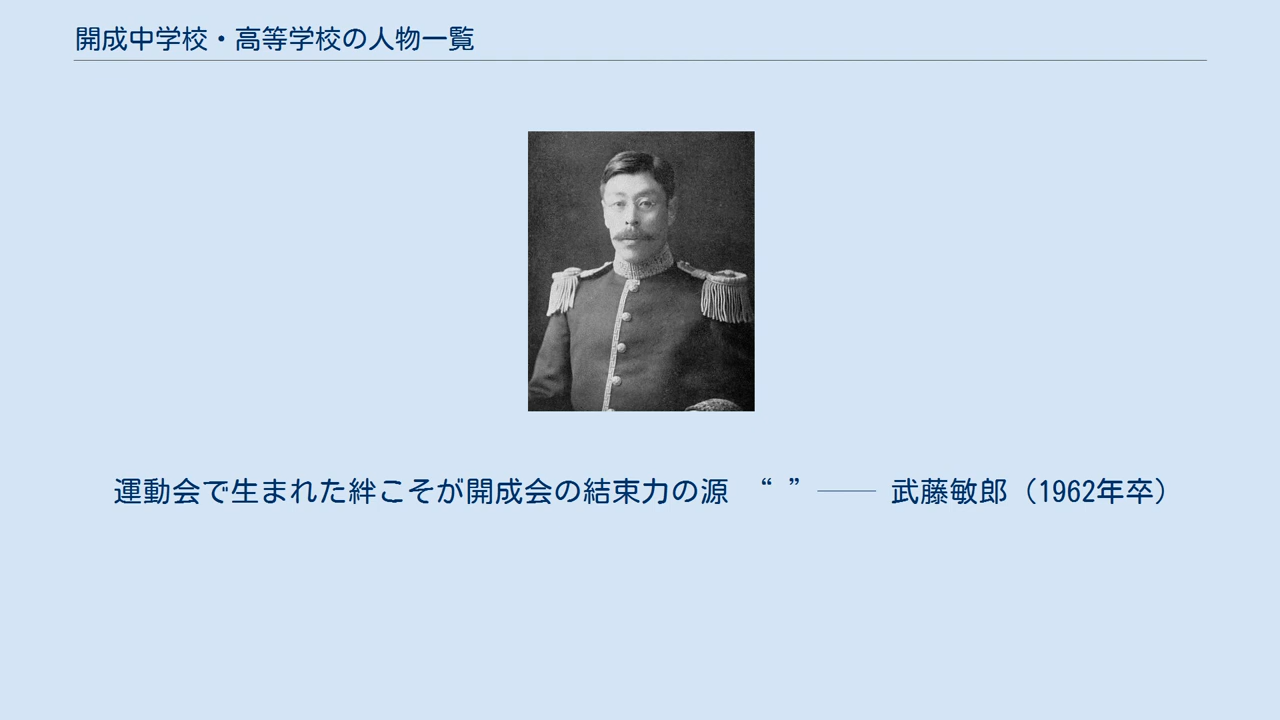 開成中学校・高等学校の人物一覧
運動会で生まれた絆こそが開成会の結束力の源 “ ” ―― 武藤敏郎（1962年卒）